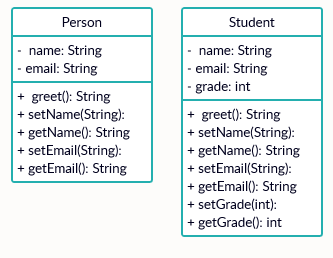 Person
- name: String
- email: String
+ greet(): String
+ setName(String):
+ getName(): String
+ setEmail(String):
+ getEmail(): String
Student
- name: String
- email: String
- grade: int
+ greet(): String
+ setName(String):
+ getName(): String
+ setEmail(String):
+ getEmail(): String
+ setGrade(int):
+ getGrade(): int